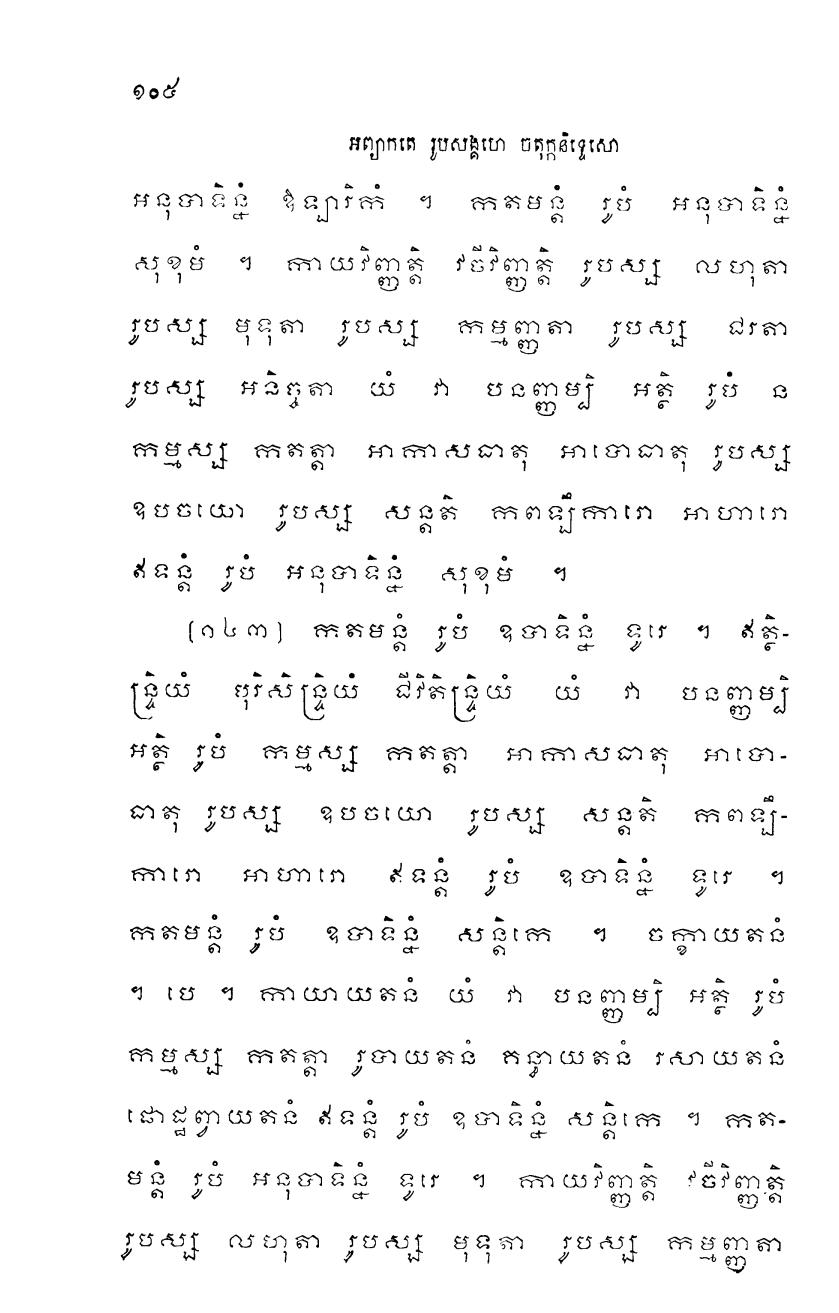 ១០៥
អព្យាកតេ រូបសង្គហេ ចតុក្កនិទ្ទេសោ
អនុបាទិន្នំ ឱឡារិកំ ។ កតមន្តំ រូបំ អនុបាទិន្នំ
សុខុមំ ។ កាយវិញ្ញត្តិ វចីវិញ្ញត្តិ រូបស្ស លហុតា
រូបស្ស មុទុតា រូបស្ស កម្មញ្ញតា រូបស្ស ជរតា
រូបស្ស អនិច្ចតា យំ វា បនញ្ញម្បិ អត្ថិ រូបំ ន
កម្មស្ស កតត្តា អាកាសធាតុ អាបោធាតុ រូបស្ស
ឧបចយោ រូបស្ស សន្តតិ កពឡឹការោ អាហារោ
ឥទន្តំ រូបំ អនុបាទិន្នំ សុខុមំ ។
[១៤៣] កតមន្តំ រូបំ ឧបាទិន្នំ ទូរេ ។ ឥត្ថិ-
ន្ទ្រិយំ បុរិសិន្ទ្រិយំ ជីវិតិន្ទ្រិយំ យំ វា បនញ្ញម្បិ
អត្ថិ រូបំ កម្មស្ស កតត្តា អាកាសធាតុ អាបោ-
ធាតុ រូបស្ស ឧបចយោ រូបស្ស សន្តតិ កពឡឹ-
ការោ អាហារោ ឥទន្តំ រូបំ ឧបាទិន្នំ ទូរេ ។
កតមន្តំ រូបំ ឧបាទិន្នំ សន្តិកេ ។ ចក្ខាយតនំ
។ បេ ។ កាយាយតនំ យំ វា បនញ្ញម្បិ អត្ថិ រូបំ
កម្មស្ស កតត្តា រូបាយតនំ គន្ធាយតនំ រសាយតនំ
ផោដ្ឋព្វាយតនំ ឥទន្តំ រូបំ ឧបាទិន្នំ សន្តិកេ ។ កត-
មន្តំ រូបំ អនុបាទិន្នំ ទូរេ ។ កាយវិញ្ញត្តិ វចីវិញ្ញត្តិ
រូបស្ស លហុតា រូបស្ស មុទុតា រូបស្ស កម្មញ្ញតា